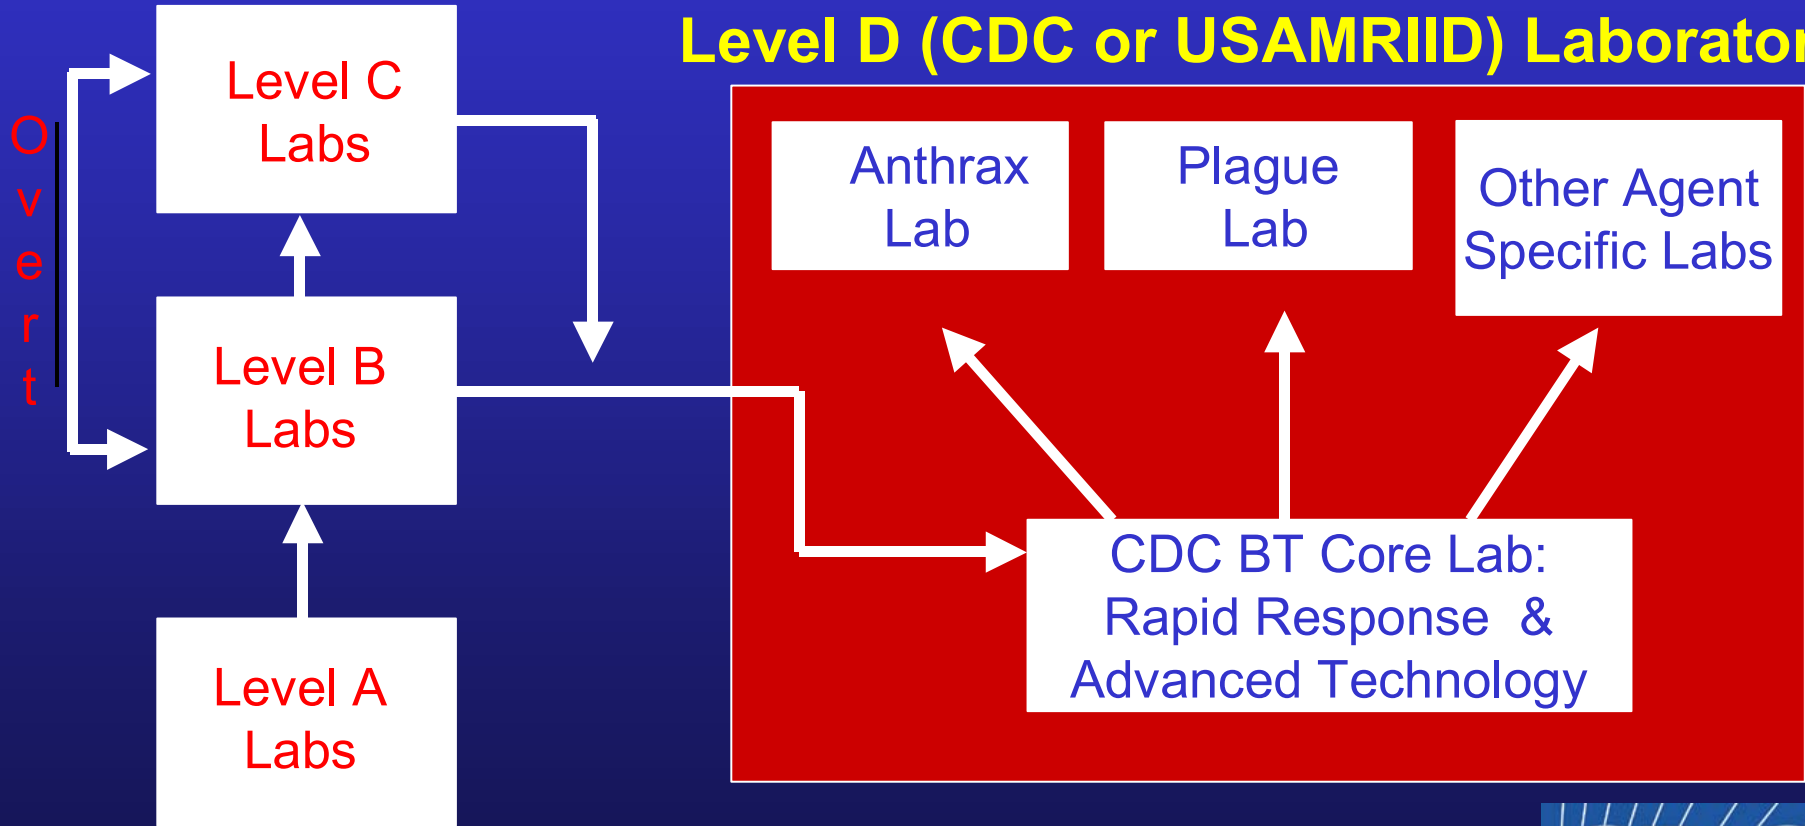 Level D (CDC or USAMRIID)
Level C
Labs
Overt
Level B
Labs
Level A
Labs
Anthrax
Lab
Plague
Lab
Other Agent
Specific Labs
CDC BT Core Lab:
Rapid Response &
Advanced Technology